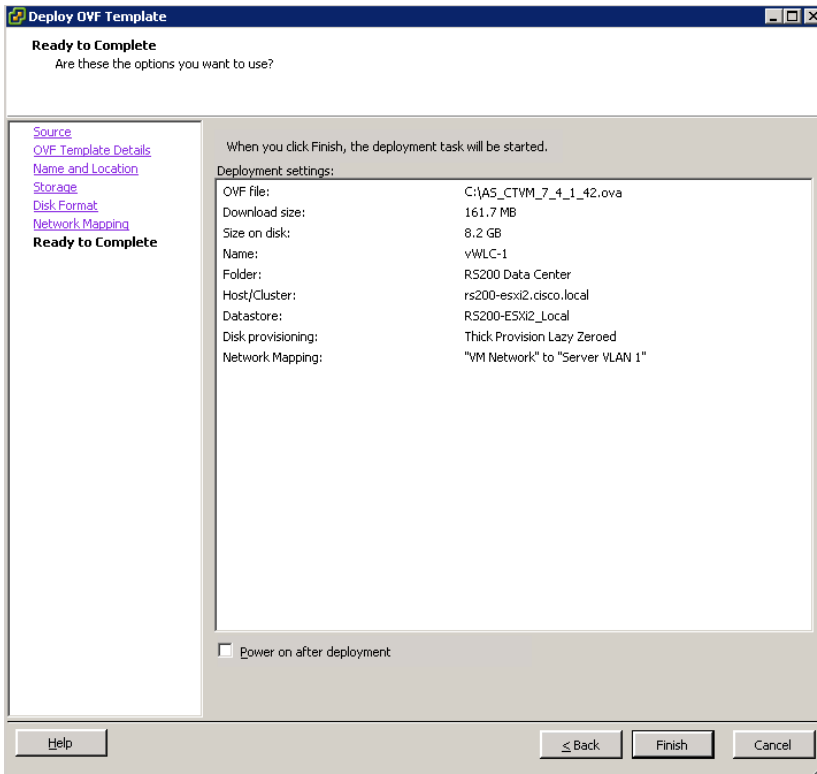 Deploy OVF Template
Ready to Complete
Are these the options you want to use?
Source
OVF Template Details
Name and Location
Storage
Disk Format
Network Mapping
Ready to Complete
When you click Finish, the deployment task will be started.
Deployment settings:
OVF file: C:\AS_CTVM_7_4_1_42.ova
Download size: 161.7 MB
Size on disk: 8.2 GB
Name: vWLC-1
Folder: RS200 Data Center
Host/Cluster: rs200-esxi2.cisco.local
Datastore: RS200-ESXi2_Local
Disk provisioning: Thick Provision Lazy Zeroed
Network Mapping: "VM Network" to "Server VLAN 1"
Power on after deployment
Help
< Back
Finish
Cancel